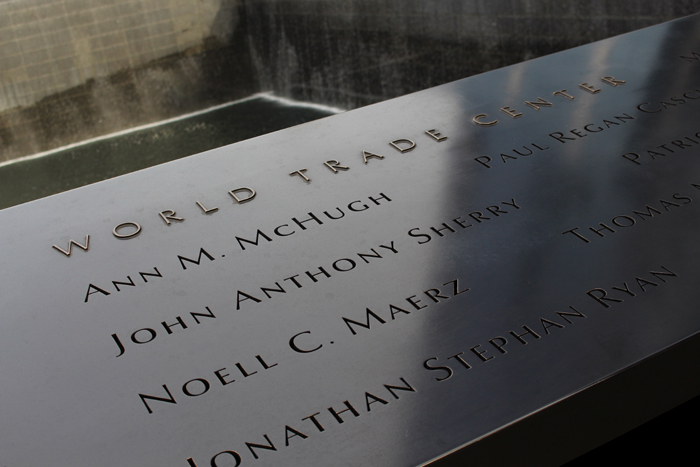 WORLD TRADE CENTER
ANN M. MCHUGH
PAUL REGAN
JOHN ANTHONY SHERRY
NOELL C. MAERZ
THOMAS
JONATHAN STEPHAN RYAN